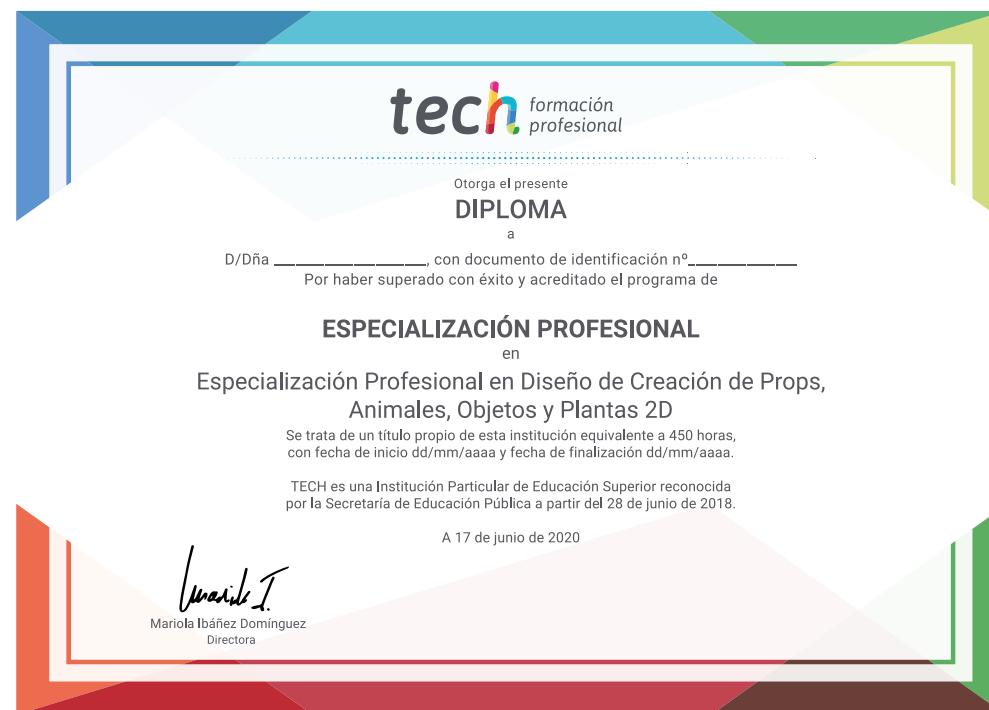 tech formación
profesional
Otorga el presente
DIPLOMA
a
D/Dña ____________________, con documento de identificación nº______________
Por haber superado con éxito y acreditado el programa de
ESPECIALIZACIÓN PROFESIONAL
en
Especialización Profesional en Diseño de Creación de Props,
Animales, Objetos y Plantas 2D
Se trata de un título propio de esta institución equivalente a 450 horas,
con fecha de inicio dd/mm/aaaa y fecha de finalización dd/mm/aaaa.
TECH es una Institución Particular de Educación Superior reconocida
por la Secretaría de Educación Pública a partir del 28 de junio de 2018.
A 17 de junio de 2020
Mariola Ibáñez Domínguez
Directora